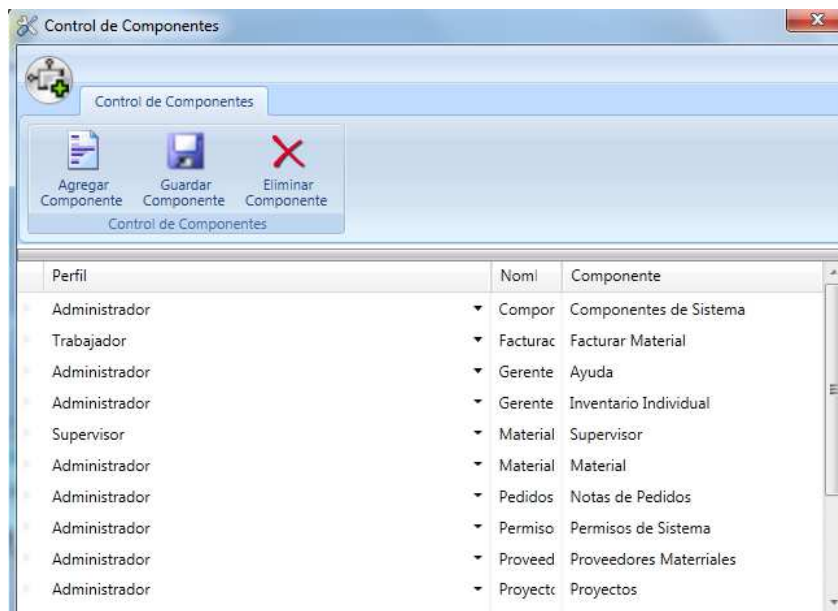 Control de Componentes
Control de Componentes
Agregar Componente Guardar Componente Eliminar Componente
Control de Componentes
Perfil Noml Componente
Administrador Compor Componentes de Sistema
Trabajador Facturac Facturar Material
Administrador Gerente Ayuda
Administrador Gerente Inventario Individual
Supervisor Material Supervisor
Administrador Material Material
Administrador Pedidos Notas de Pedidos
Administrador Permiso Permisos de Sistema
Administrador Proveed Proveedores Materriales
Administrador Proyectc Proyectos